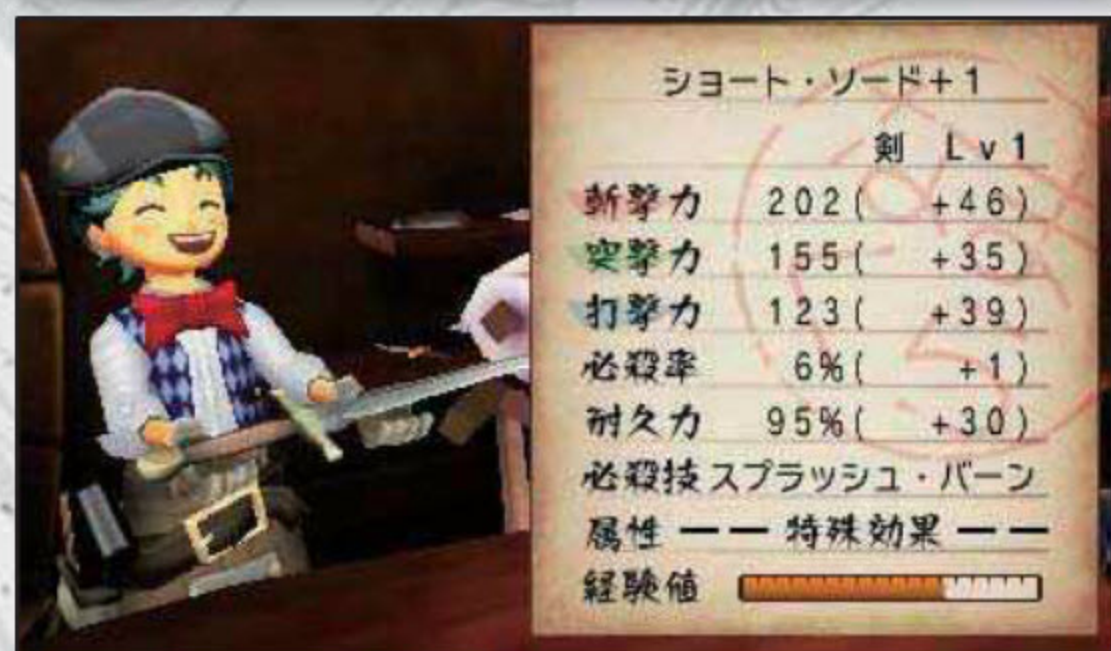 ショート・ソード+1
剣 Lv1
斬撃力 202( +46)
突撃力 155( +35)
打撃力 123( +39)
必殺率 6%( +1)
耐久力 95%( +30)
必殺技 スプラッシュ・バーン
属性 ーー 特殊効果 ーー
経験値